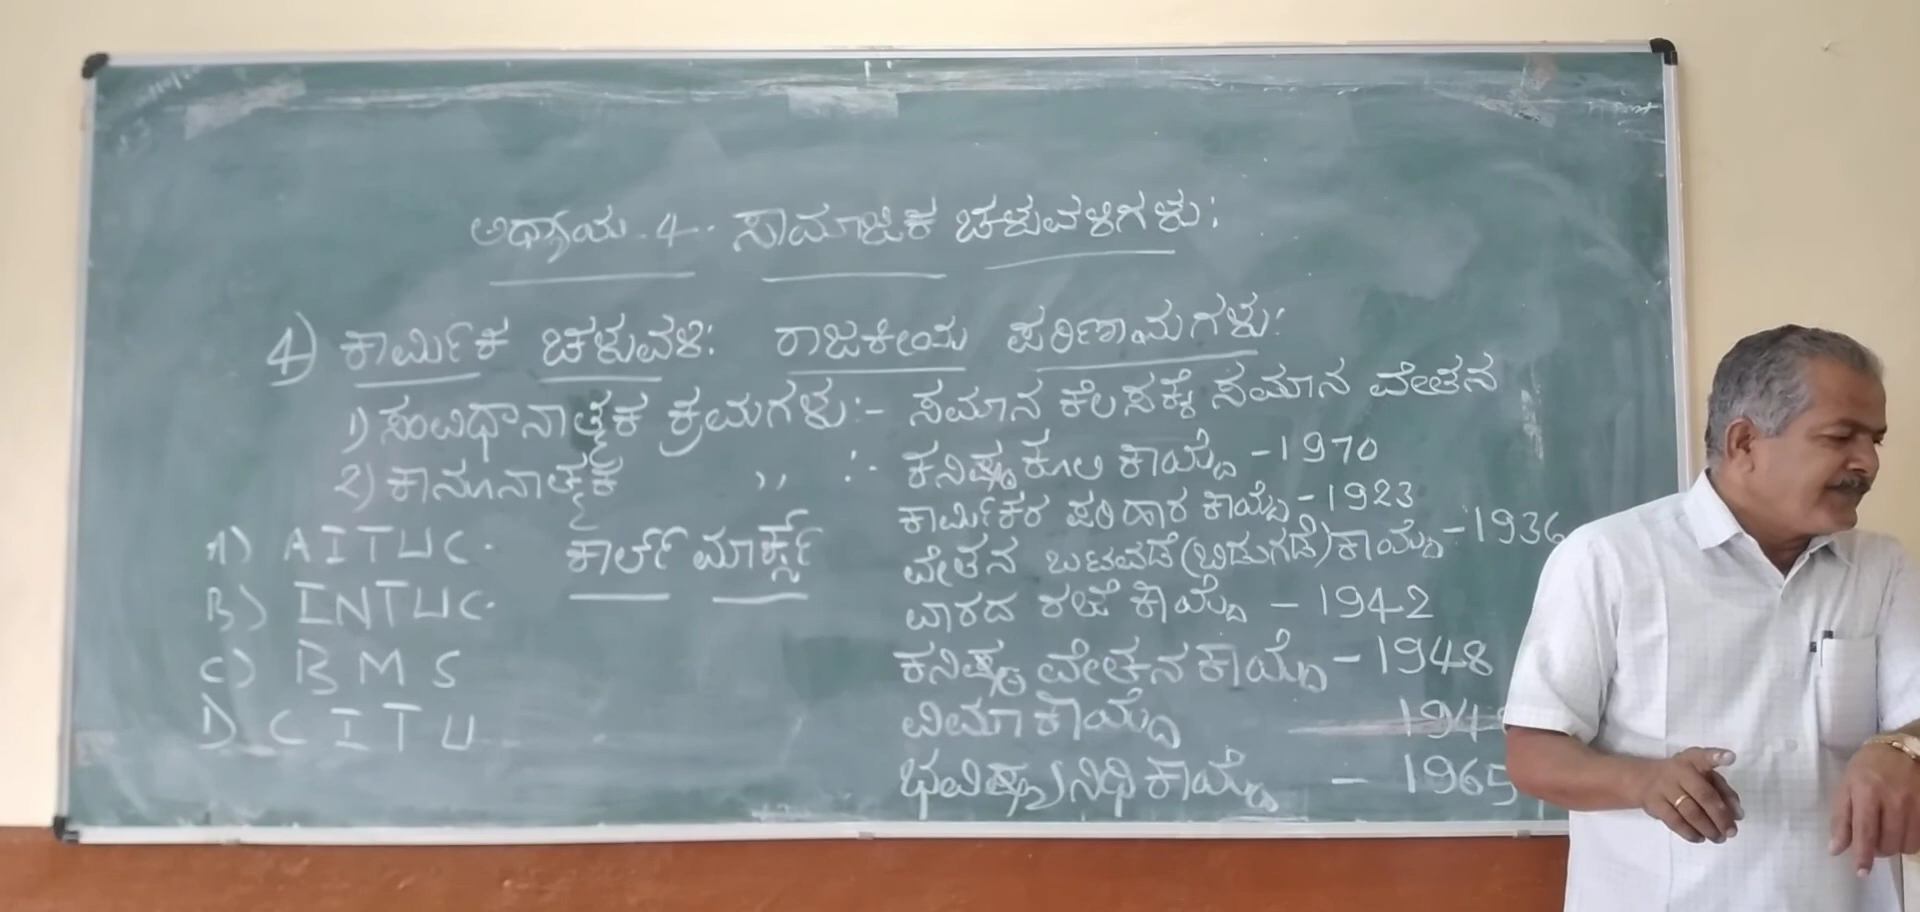 ಅಧ್ಯಾಯ - 4. ಸಾಮಾಜಿಕ ಚಳುವಳಿಗಳು:
4) ಕಾರ್ಮಿಕ ಚಳುವಳಿ: ರಾಜಕೀಯ ಪರಿಣಾಮಗಳು:
1) ಸಂವಿಧಾನಾತ್ಮಕ ಕ್ರಮಗಳು:- ಸಮಾನ ಕೆಲಸಕ್ಕೆ ಸಮಾನ ವೇತನ
2) ಕಾನೂನಾತ್ಮಕ ,, :- ಕನಿಷ್ಠ ಕೂಲಿ ಕಾಯ್ದೆ - 1970
ಕಾರ್ಮಿಕರ ಪರಿಹಾರ ಕಾಯ್ದೆ - 1923
A) AITUC. ಕಾರ್ಲ್ ಮಾರ್ಕ್ಸ್ ವೇತನ ಬಟವಡೆ (ಬಿಡುಗಡೆ) ಕಾಯ್ದೆ - 1936
B) INTUC. ವಾರದ ರಜೆ ಕಾಯ್ದೆ - 1942
C) BMS ಕನಿಷ್ಠ ವೇತನ ಕಾಯ್ದೆ - 1948
D) CITU ವಿಮಾ ಕಾಯ್ದೆ
ಭವಿಷ್ಯನಿಧಿ ಕಾಯ್ದೆ - 1965